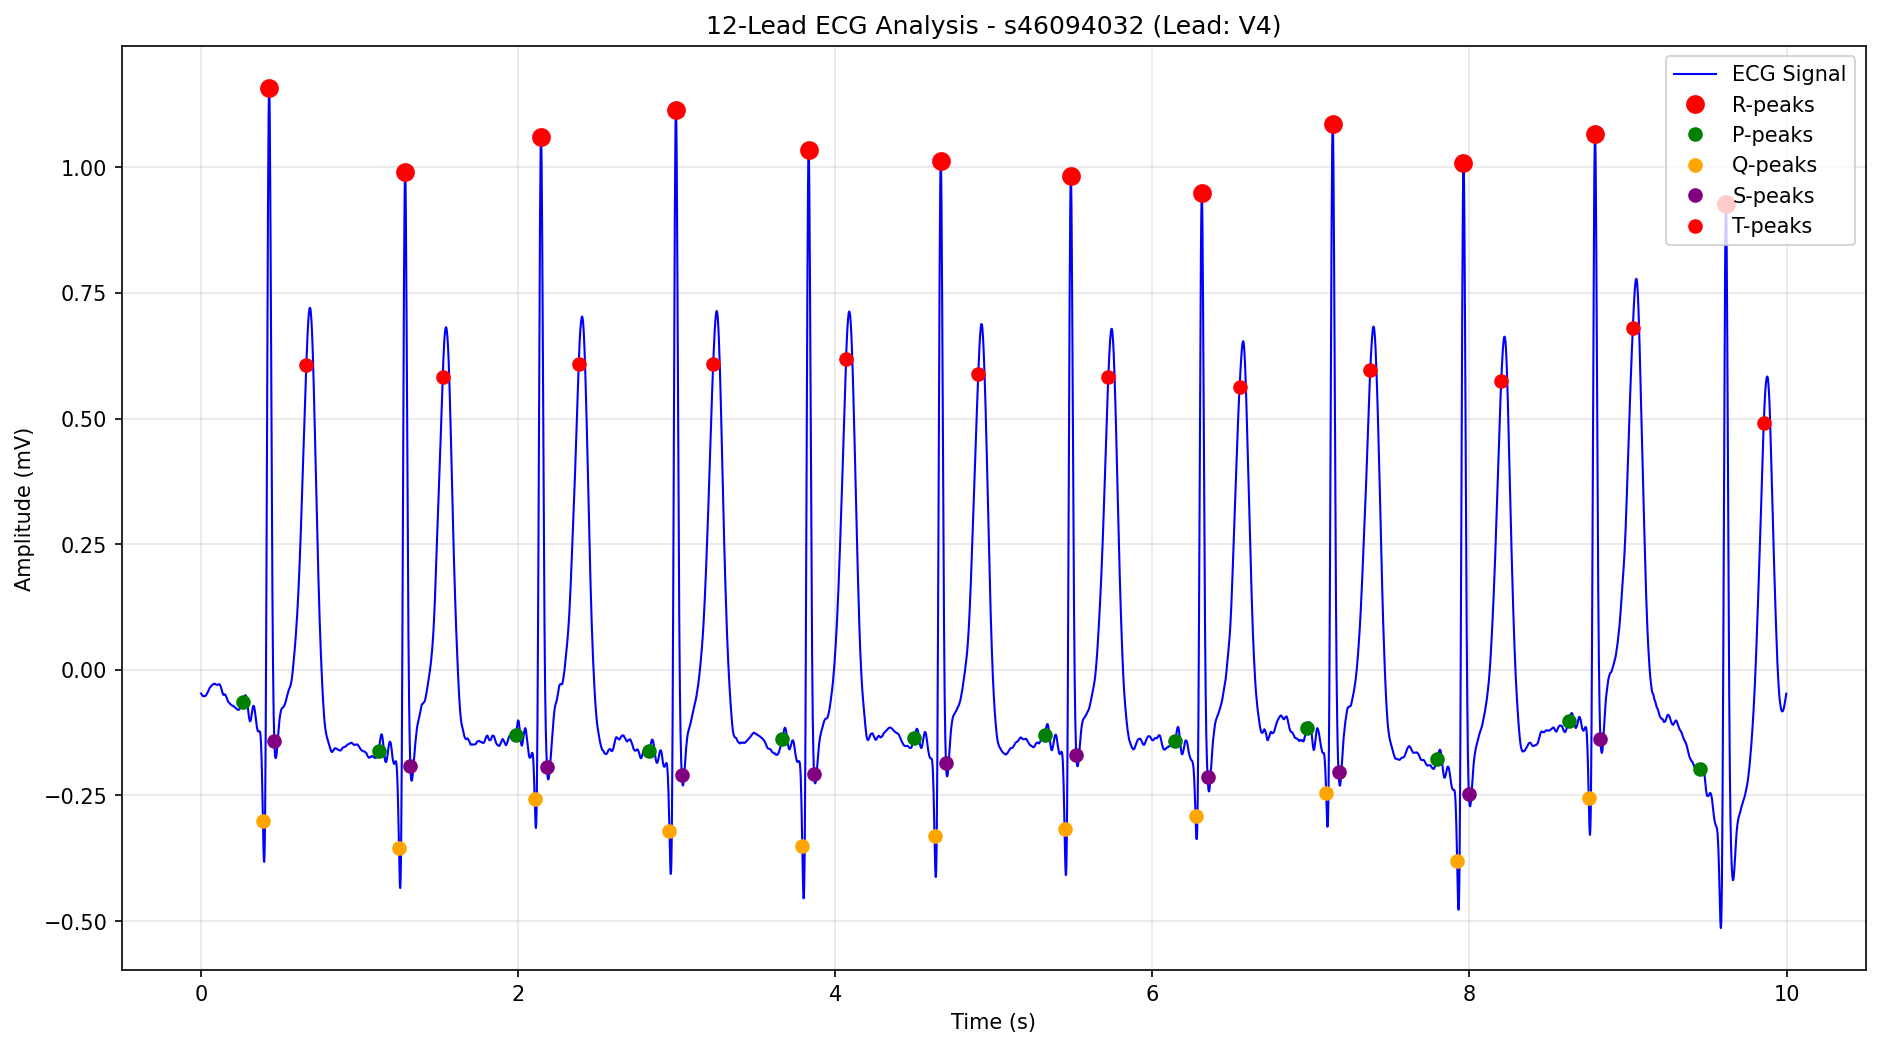 12-Lead ECG Analysis - s46094032 (Lead: V4)
ECG Signal
R-peaks
P-peaks
Q-peaks
S-peaks
T-peaks
Amplitude (mV)
1.00
0.75
0.50
0.25
0.00
−0.25
−0.50
0 2 4 6 8 10
Time (s)